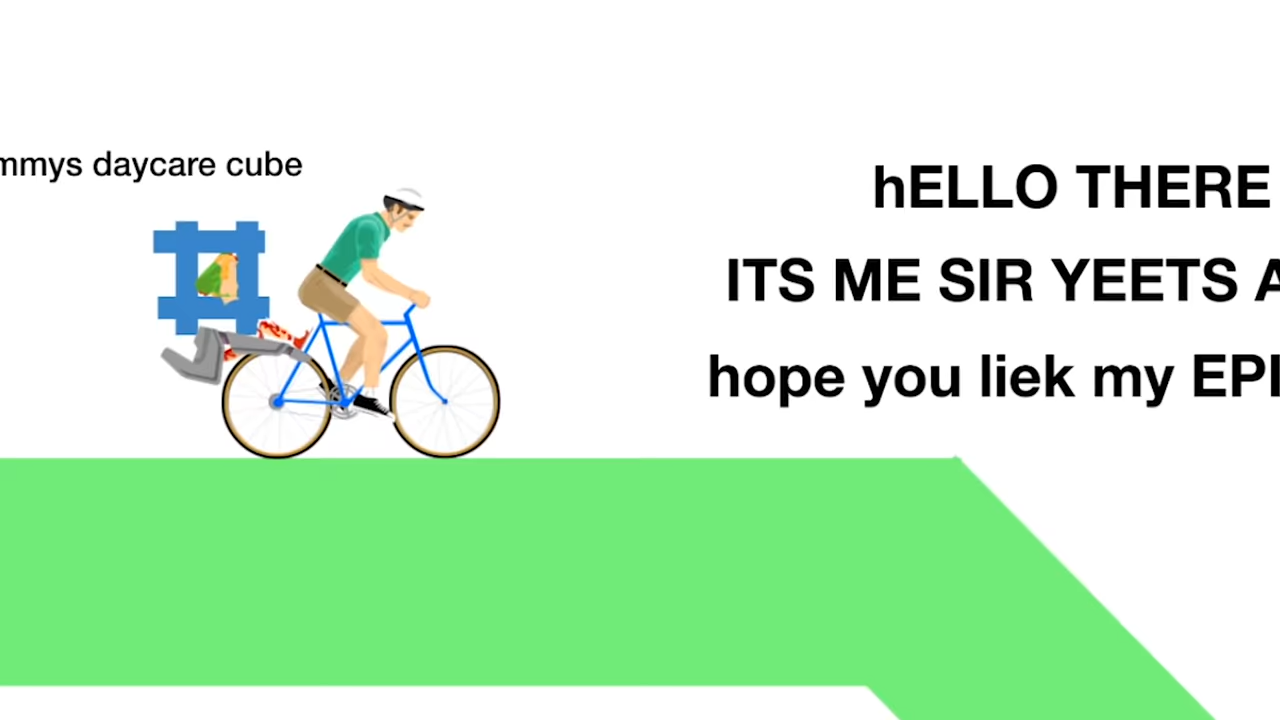 mmys daycare cube
hELLO THERE
ITS ME SIR YEETS A
hope you liek my EPI